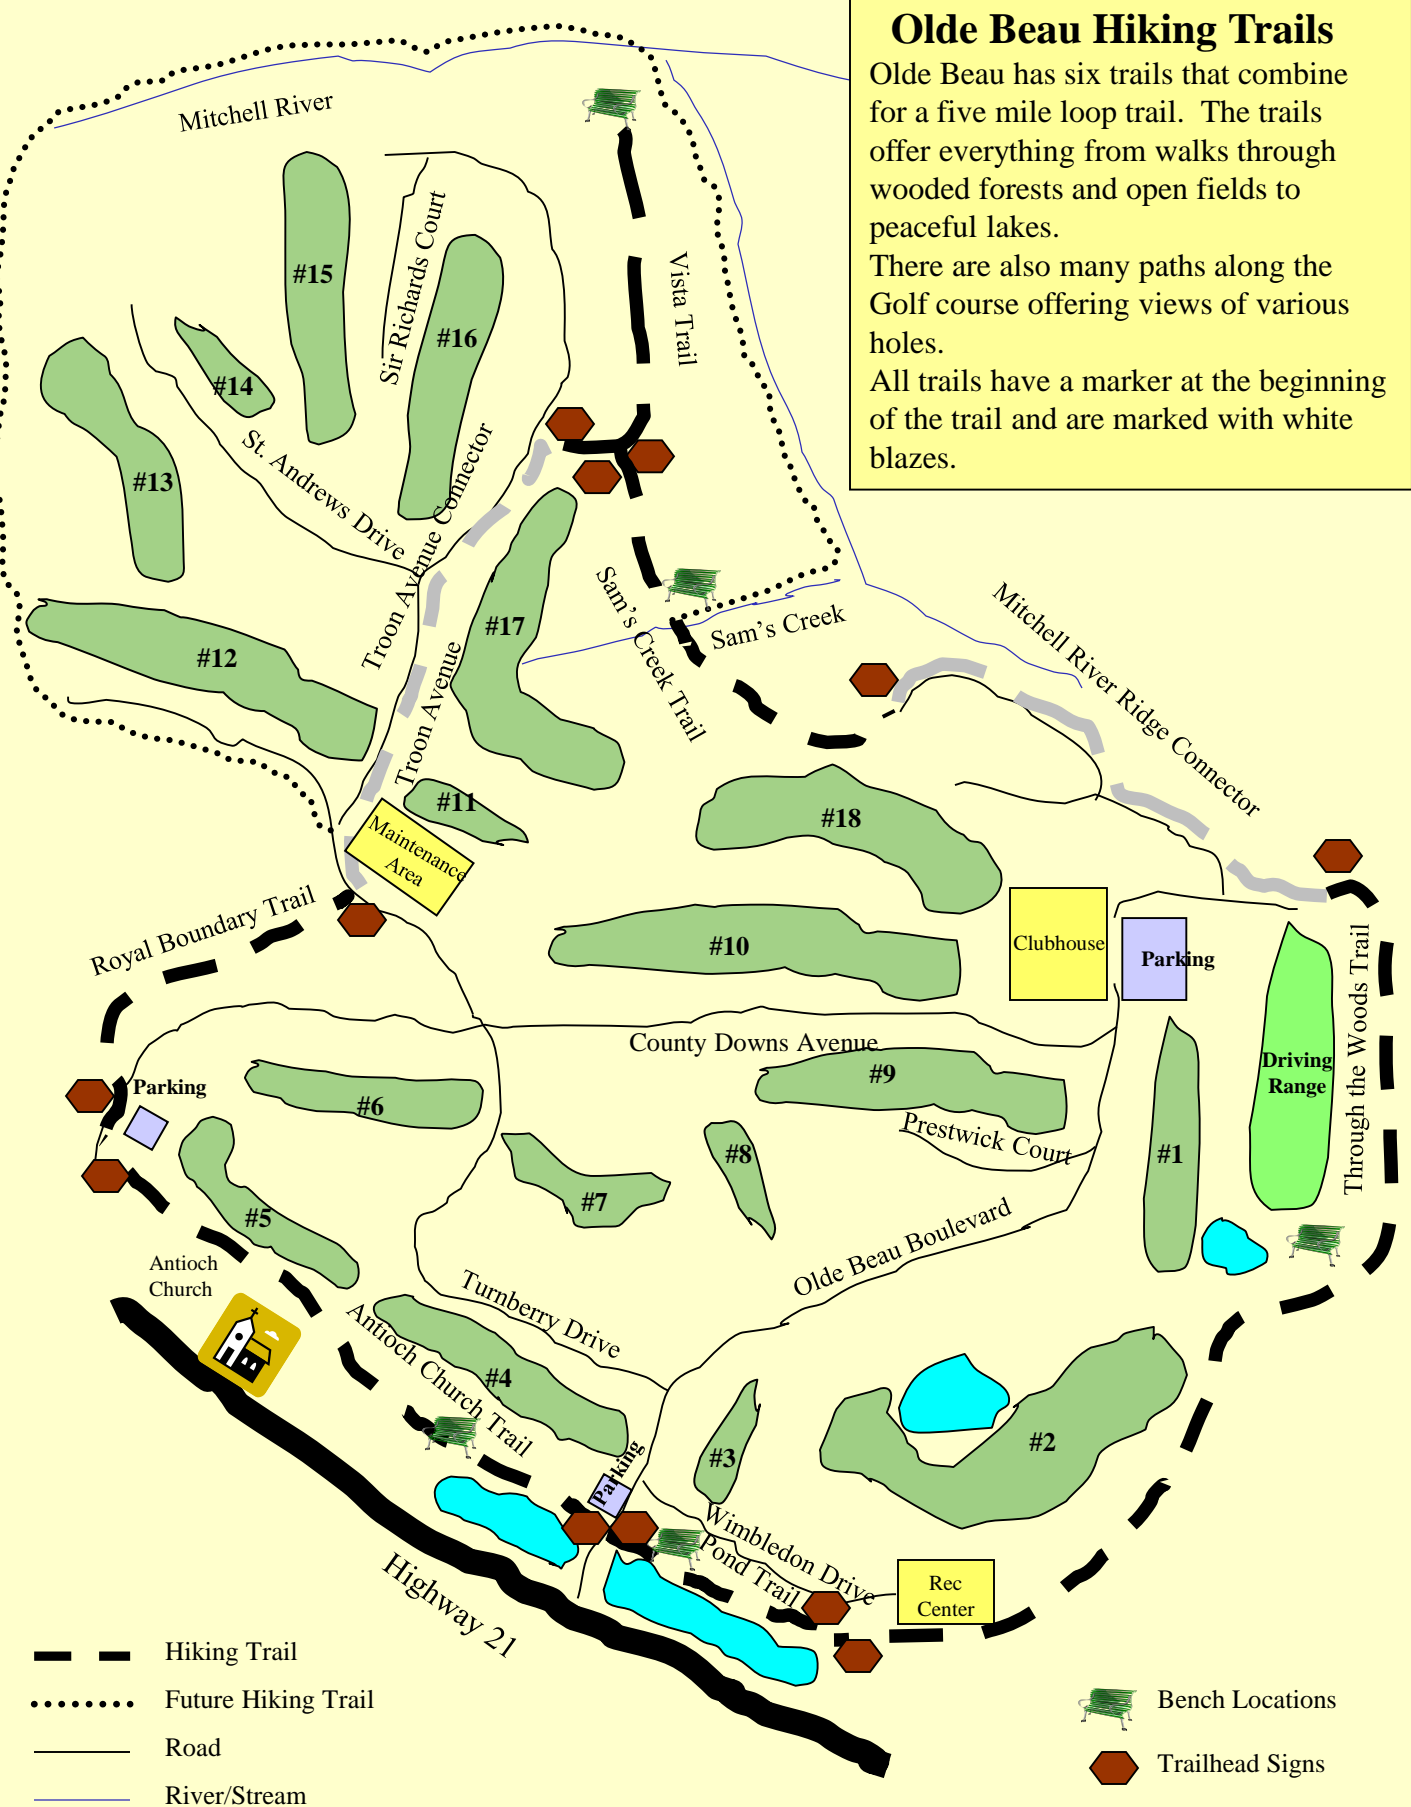 Olde Beau Hiking Trails
Olde Beau has six trails that combine
for a five mile loop trail.  The trails
offer everything from walks through
wooded forests and open fields to
peaceful lakes.
There are also many paths along the
Golf course offering views of various
holes.
All trails have a marker at the beginning
of the trail and are marked with white
blazes.
Mitchell River
Sir Richards Court
Vista Trail
#15
#16
#14
#13
St. Andrews Drive
Troon Avenue Connector
#17
#12
Sam's Creek
Sam's Creek Trail
Mitchell River Ridge Connector
Troon Avenue
#11
#18
Maintenance
Area
Royal Boundary Trail
#10
Clubhouse
Parking
Through the Woods Trail
County Downs Avenue
#9
Driving
Range
Parking
#6
Prestwick Court
#8
#1
#7
#5
Olde Beau Boulevard
Antioch
Church
Turnberry Drive
Antioch Church Trail
#4
#3
#2
Parking
Wimbledon Drive
Pond Trail
Rec
Center
Highway 21
Hiking Trail
Future Hiking Trail
Road
River/Stream
Bench Locations
Trailhead Signs